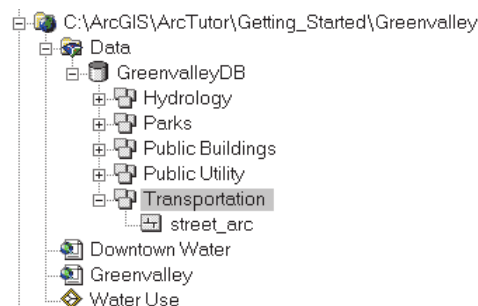 C:\ArcGIS\ArcTutor\Getting_Started\Greenvalley
Data
GreenvalleyDB
Hydrology
Parks
Public Buildings
Public Utility
Transportation
street_arc
Downtown Water
Greenvalley
Water Use